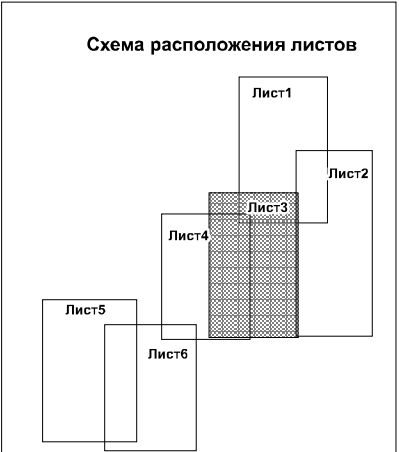 Схема расположения листов
Лист1
Лист2
Лист3
Лист4
Лист5
Лист6